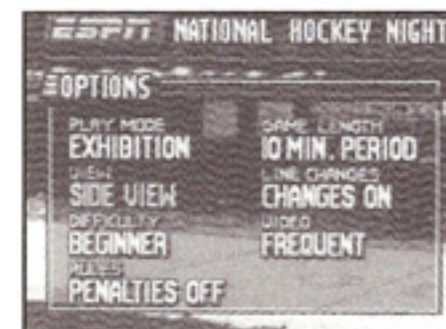 ESPN NATIONAL HOCKEY NIGHT
OPTIONS
PLAY MODE
EXHIBITION
VIEW
SIDE VIEW
DIFFICULTY
BEGINNER
RULES
PENALTIES OFF
GAME LENGTH
10 MIN. PERIOD
LINE CHANGES
CHANGES ON
VIDEO
FREQUENT